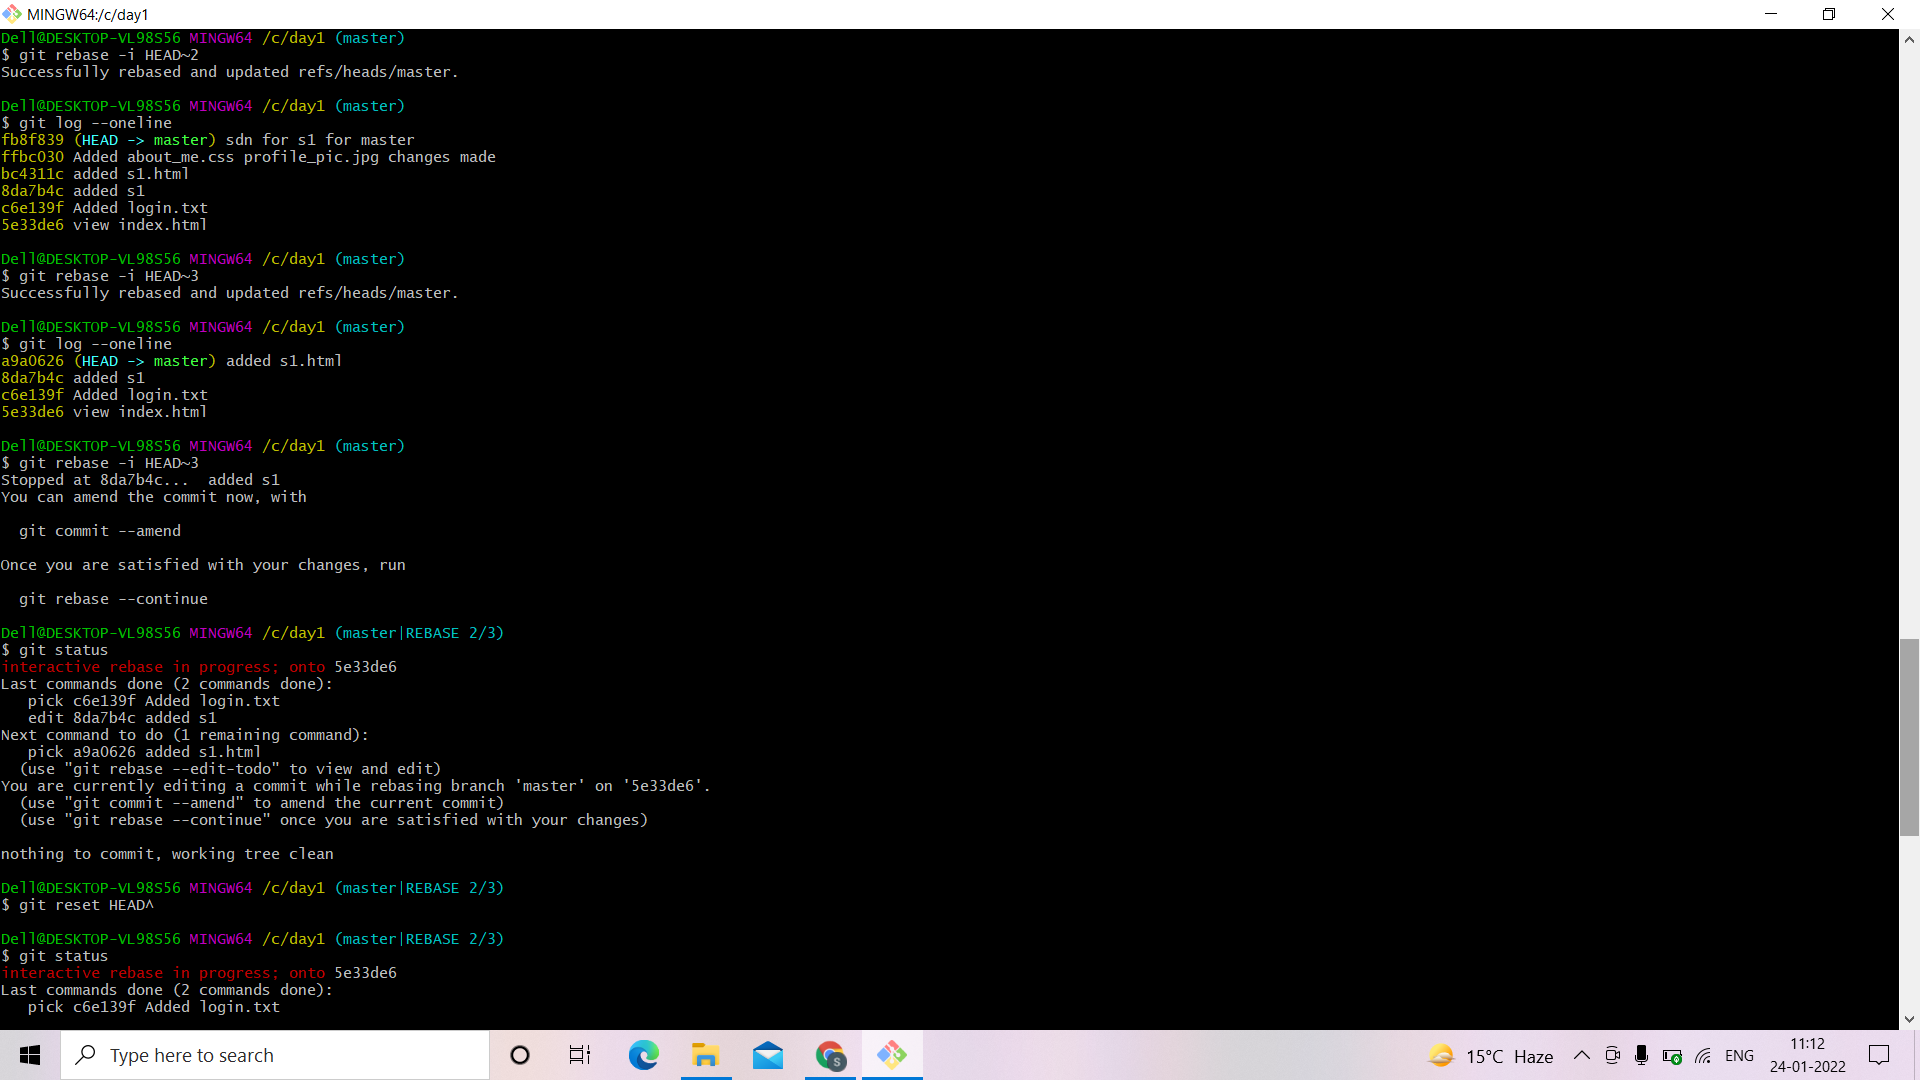 MINGW64:/c/day1
Dell@DESKTOP-VL98S56 MINGW64 /c/day1 (master)
$ git rebase -i HEAD~2
Successfully rebased and updated refs/heads/master.
Dell@DESKTOP-VL98S56 MINGW64 /c/day1 (master)
$ git log --oneline
fb8f839 (HEAD -> master) sdn for s1 for master
ffbc030 Added about_me.css profile_pic.jpg changes made
bc4311c added s1.html
8da7b4c added s1
c6e139f Added login.txt
5e33de6 view index.html
Dell@DESKTOP-VL98S56 MINGW64 /c/day1 (master)
$ git rebase -i HEAD~3
Successfully rebased and updated refs/heads/master.
Dell@DESKTOP-VL98S56 MINGW64 /c/day1 (master)
$ git log --oneline
a9a0626 (HEAD -> master) added s1.html
8da7b4c added s1
c6e139f Added login.txt
5e33de6 view index.html
Dell@DESKTOP-VL98S56 MINGW64 /c/day1 (master)
$ git rebase -i HEAD~3
Stopped at 8da7b4c...  added s1
You can amend the commit now, with
  git commit --amend
Once you are satisfied with your changes, run
  git rebase --continue
Dell@DESKTOP-VL98S56 MINGW64 /c/day1 (master|REBASE 2/3)
$ git status
interactive rebase in progress; onto 5e33de6
Last commands done (2 commands done):
   pick c6e139f Added login.txt
   edit 8da7b4c added s1
Next command to do (1 remaining command):
   pick a9a0626 added s1.html
  (use "git rebase --edit-todo" to view and edit)
You are currently editing a commit while rebasing branch 'master' on '5e33de6'.
  (use "git commit --amend" to amend the current commit)
  (use "git rebase --continue" once you are satisfied with your changes)
nothing to commit, working tree clean
Dell@DESKTOP-VL98S56 MINGW64 /c/day1 (master|REBASE 2/3)
$ git reset HEAD^
Dell@DESKTOP-VL98S56 MINGW64 /c/day1 (master|REBASE 2/3)
$ git status
interactive rebase in progress; onto 5e33de6
Last commands done (2 commands done):
   pick c6e139f Added login.txt
Type here to search
S
15°C Haze
ENG
11:12
24-01-2022